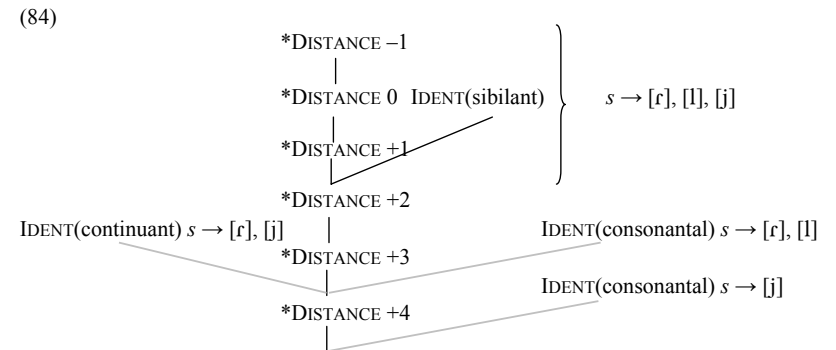 (84)
*DISTANCE –1
*DISTANCE 0 IDENT(sibilant) s → [ɾ], [l], [j]
*DISTANCE +1
*DISTANCE +2
IDENT(continuant) s → [ɾ], [j] IDENT(consonantal) s → [ɾ], [l]
*DISTANCE +3
IDENT(consonantal) s → [j]
*DISTANCE +4